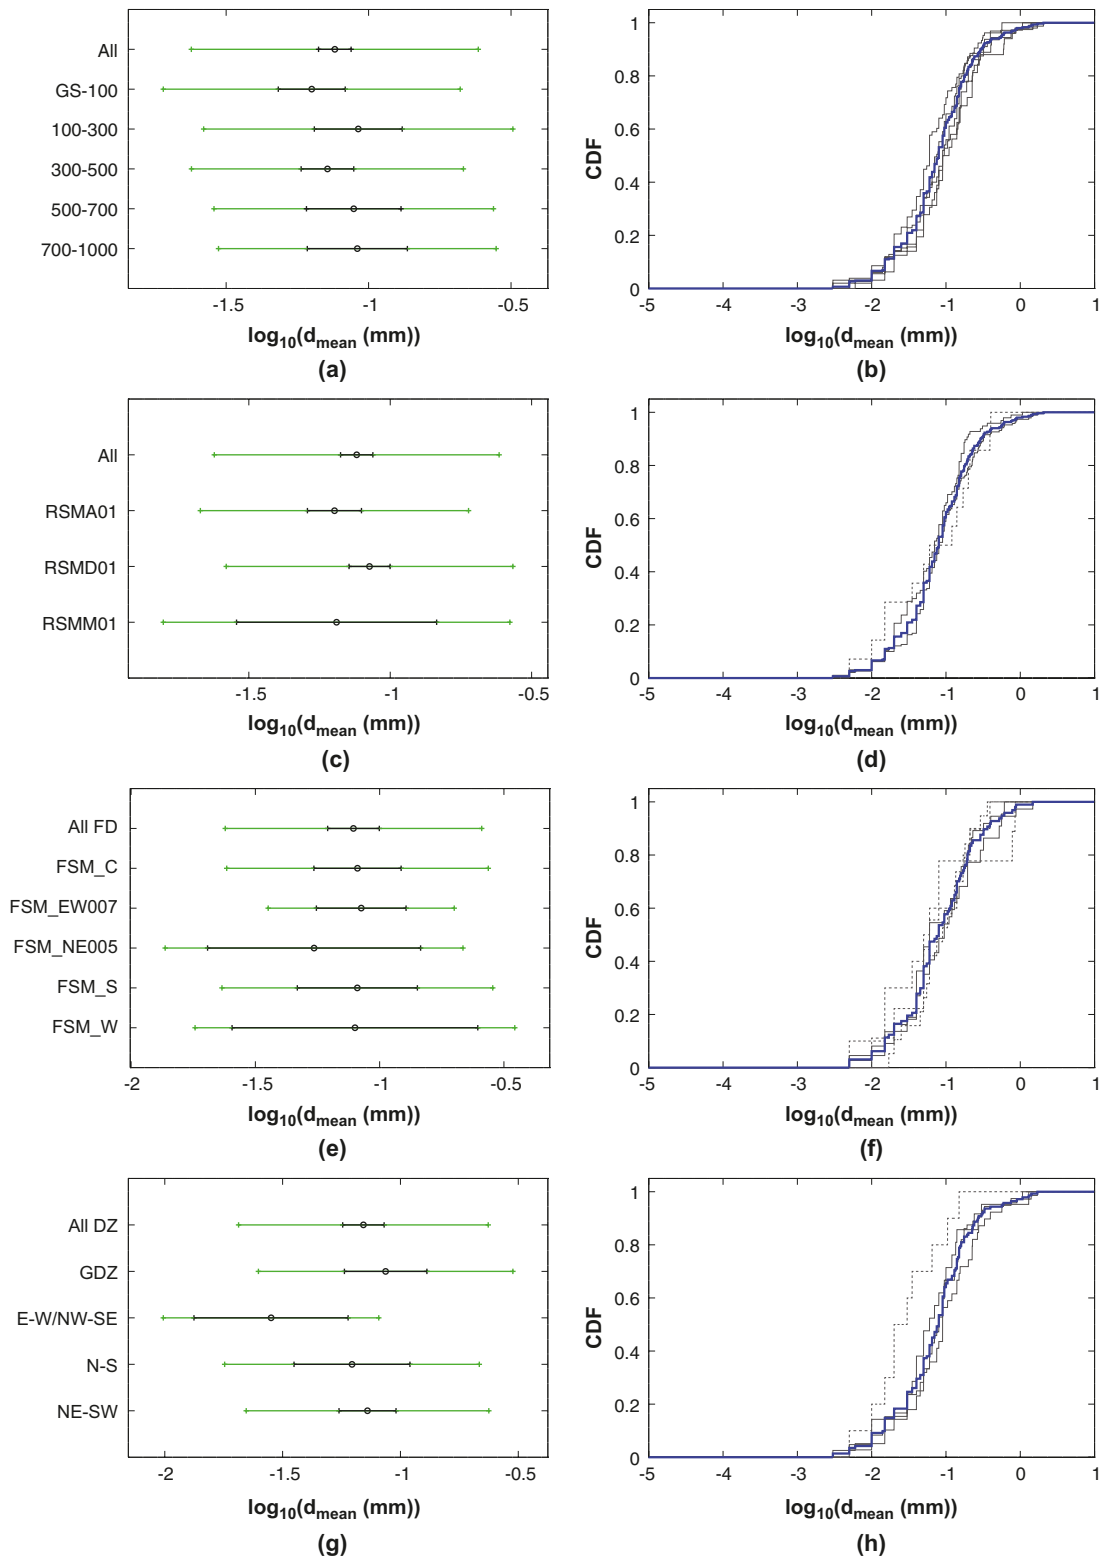 All
GS-100
100-300
300-500
500-700
700-1000
-1.5 -1 -0.5
log10(dmean (mm))
(a)
1
0.8
0.6
0.4
0.2
0
CDF
-5 -4 -3 -2 -1 0 1
log10(dmean (mm))
(b)
All
RSMA01
RSMD01
RSMM01
-1.5 -1 -0.5
log10(dmean (mm))
(c)
1
0.8
0.6
0.4
0.2
0
CDF
-5 -4 -3 -2 -1 0 1
log10(dmean (mm))
(d)
All FD
FSM_C
FSM_EW007
FSM_NE005
FSM_S
FSM_W
-2 -1.5 -1 -0.5
log10(dmean (mm))
(e)
1
0.8
0.6
0.4
0.2
0
CDF
-5 -4 -3 -2 -1 0 1
log10(dmean (mm))
(f)
All DZ
GDZ
E-W/NW-SE
N-S
NE-SW
-2 -1.5 -1 -0.5
log10(dmean (mm))
(g)
1
0.8
0.6
0.4
0.2
0
CDF
-5 -4 -3 -2 -1 0 1
log10(dmean (mm))
(h)